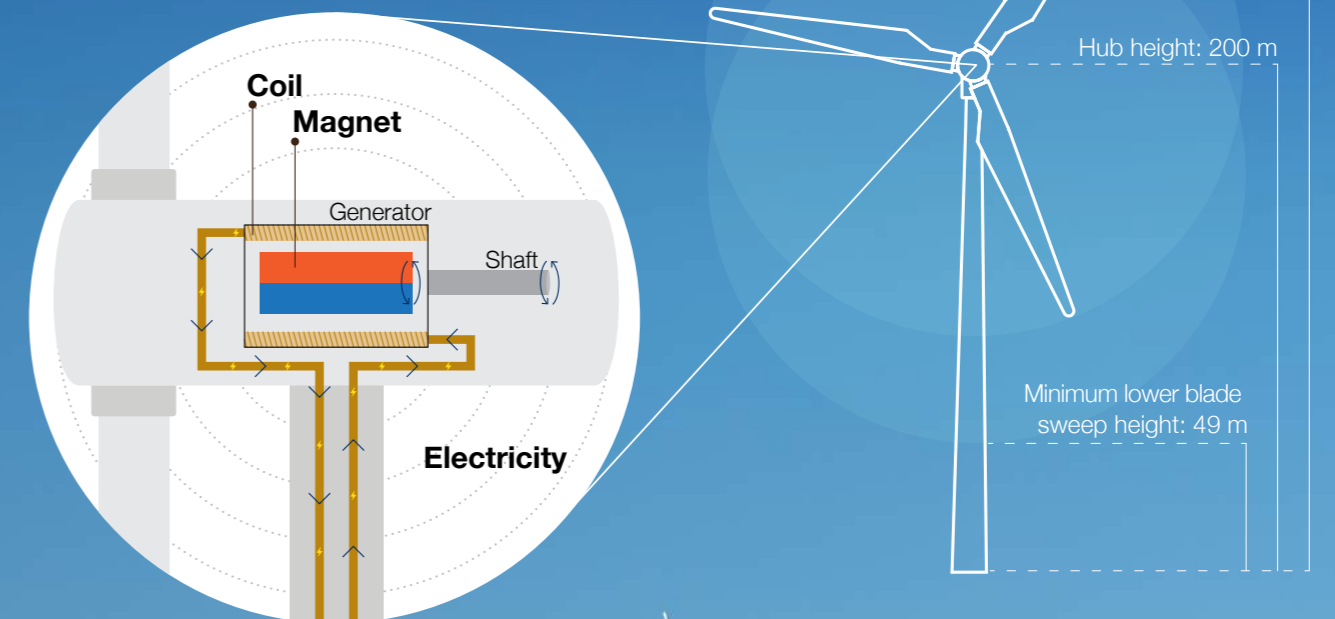 Coil
Magnet
Generator
Shaft
Electricity
Hub height: 200 m
Minimum lower blade
sweep height: 49 m